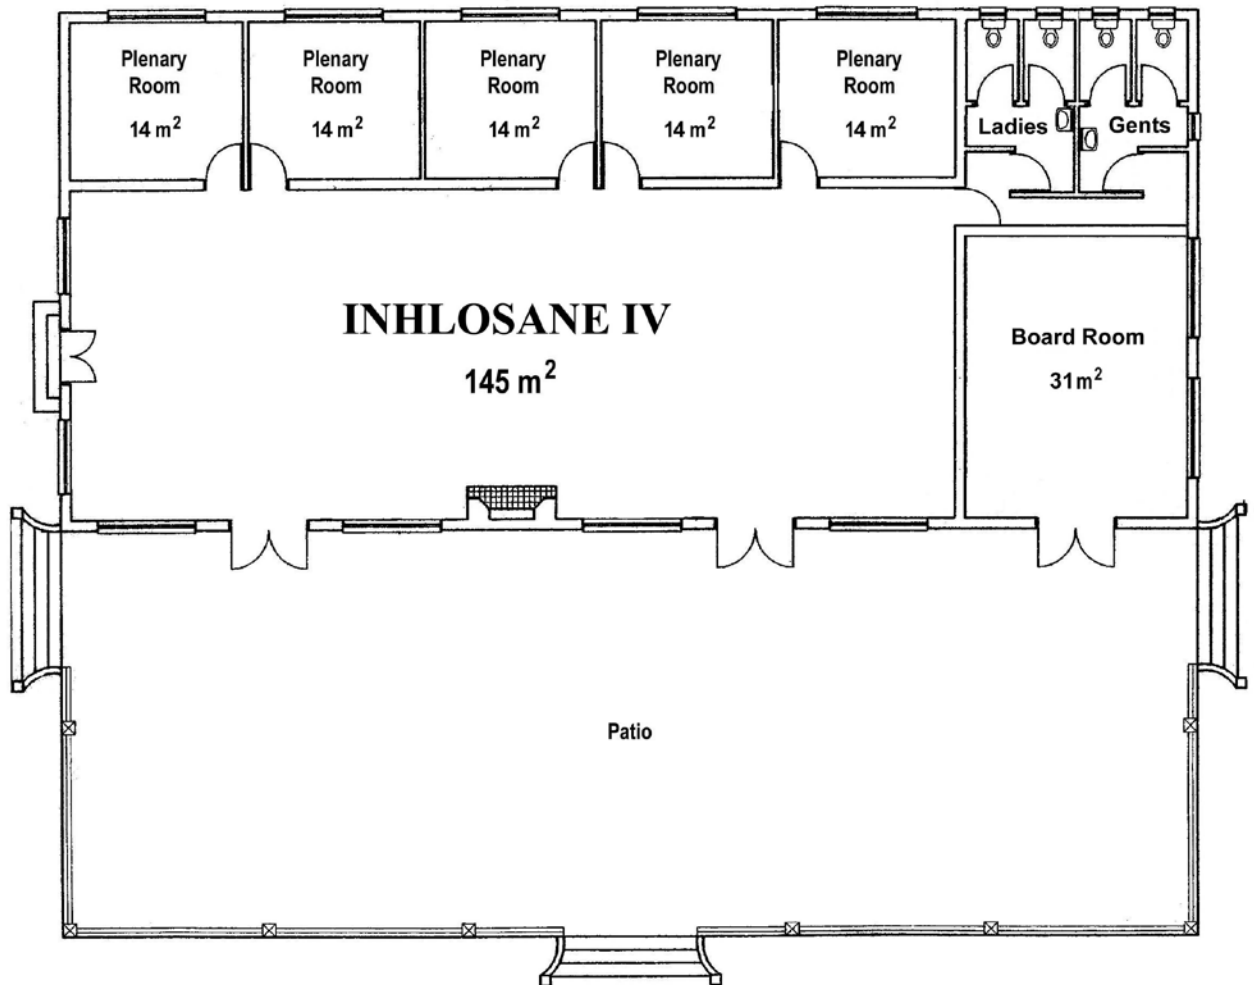 Plenary
Room
14 m²
Plenary
Room
14 m²
Plenary
Room
14 m²
Plenary
Room
14 m²
Plenary
Room
14 m²
Ladies
Gents
INHLOSANE IV
145 m²
Board Room
31m²
Patio